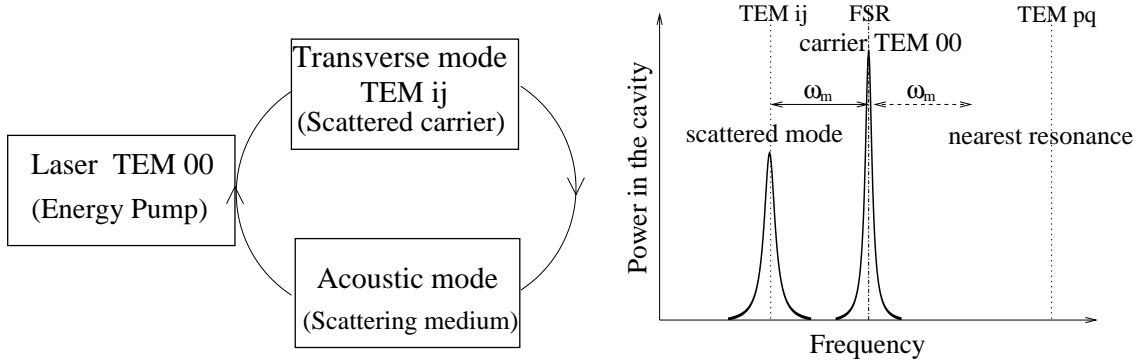 Transverse mode
TEM ij
(Scattered carrier)
Laser TEM 00
(Energy Pump)
Acoustic mode
(Scattering medium)
TEM ij
FSR
TEM pq
carrier TEM 00
ωm
ωm
scattered mode
nearest resonance
Power in the cavity
Frequency